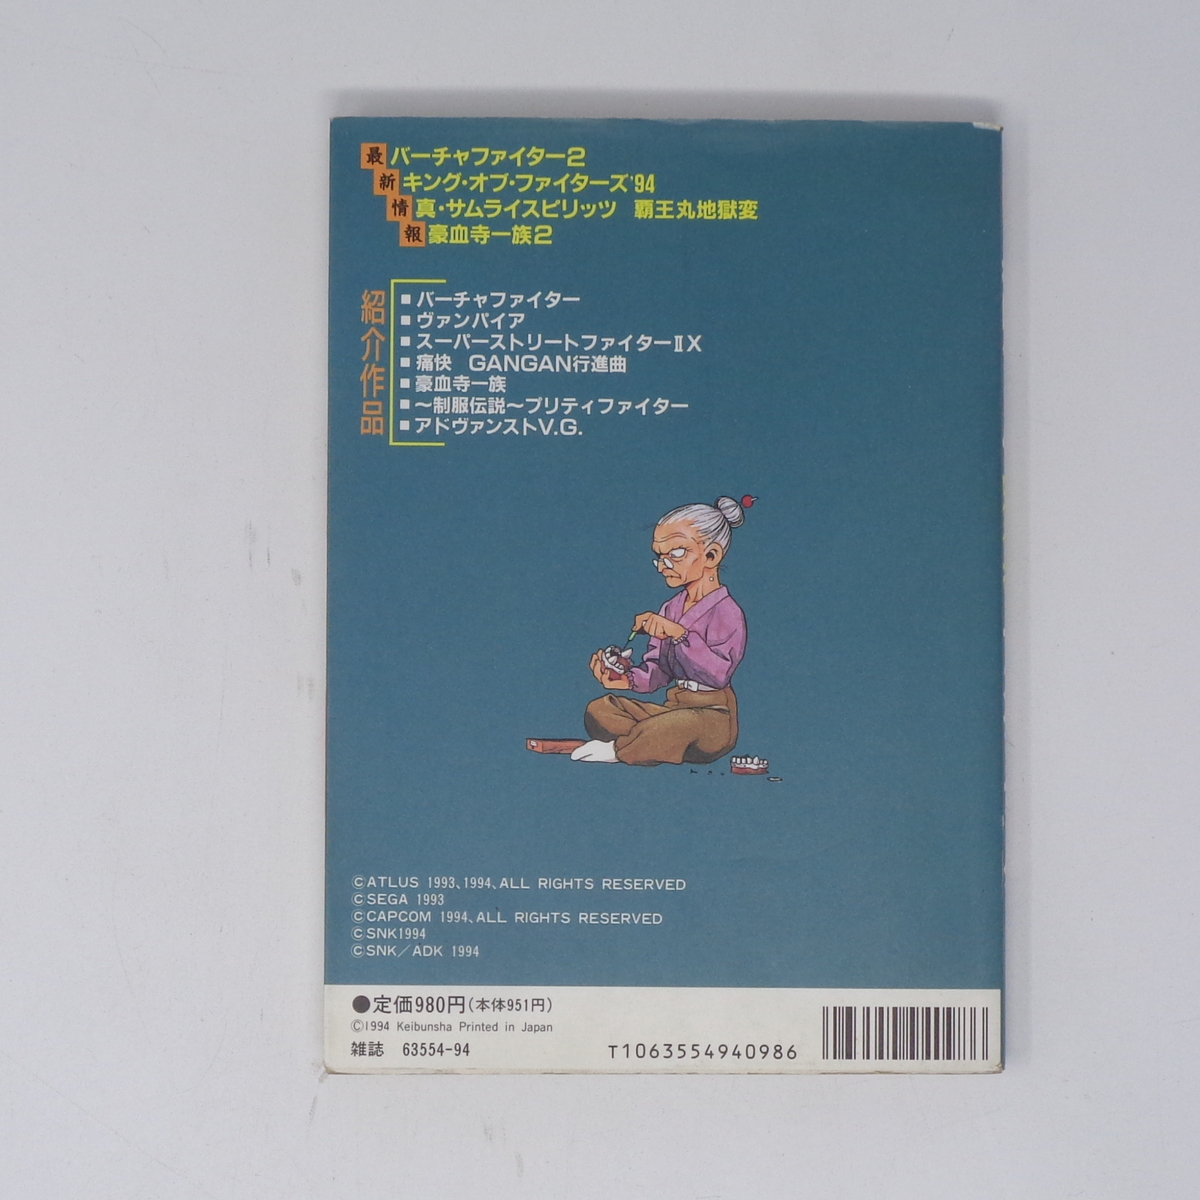 最新情報
バーチャファイター2
キング・オブ・ファイターズ'94
真・サムライスピリッツ 覇王丸地獄変
豪血寺一族2
紹介作品
■バーチャファイター
■ヴァンパイア
■スーパーストリートファイターⅡX
■痛快 GANGAN行進曲
■豪血寺一族
■〜制服伝説〜プリティファイター
■アドヴァンストV.G.
©ATLUS 1993、1994、ALL RIGHTS RESERVED
©SEGA 1993
©CAPCOM 1994、ALL RIGHTS RESERVED
©SNK1994
©SNK/ADK 1994
●定価980円(本体951円)
©1994 Keibunsha Printed in Japan
雑誌 63554-94
T1063554940986